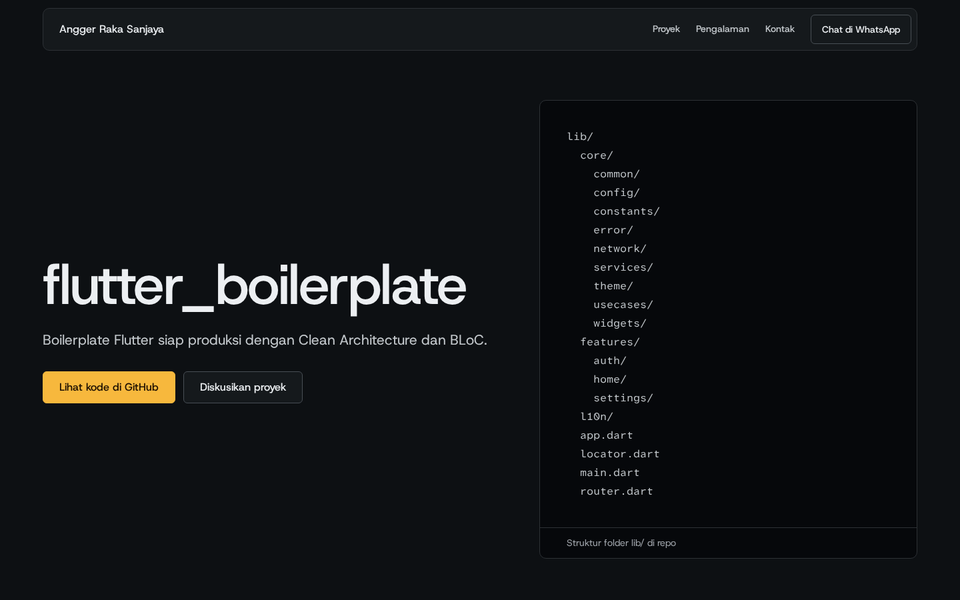 Angger Raka Sanjaya
Proyek
Pengalaman
Kontak
Chat di WhatsApp
flutter_boilerplate
Boilerplate Flutter siap produksi dengan Clean Architecture dan BLoC.
Lihat kode di GitHub
Diskusikan proyek
lib/
core/
common/
config/
constants/
error/
network/
services/
theme/
usecases/
widgets/
features/
auth/
home/
settings/
l10n/
app.dart
locator.dart
main.dart
router.dart
Struktur folder lib/ di repo